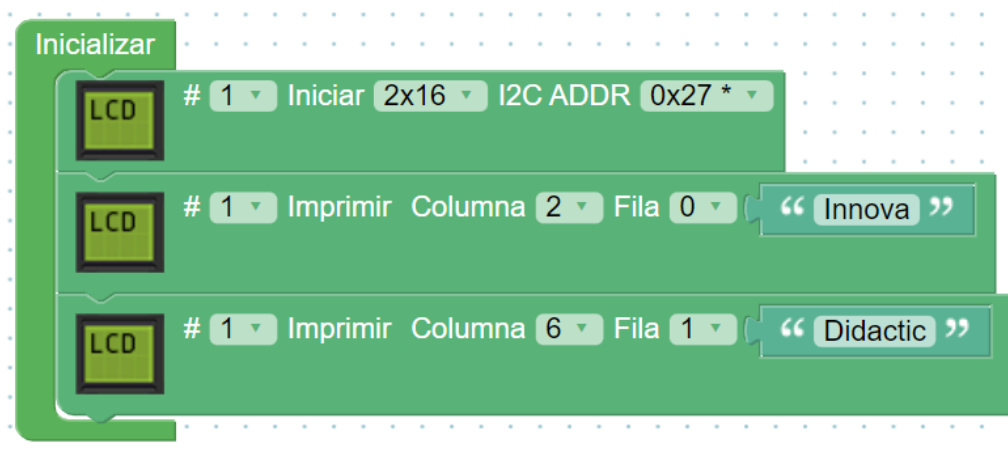 Inicializar
LCD # 1 Iniciar 2x16 I2C ADDR 0x27 *
LCD # 1 Imprimir Columna 2 Fila 0 “ Innova ”
LCD # 1 Imprimir Columna 6 Fila 1 “ Didactic ”